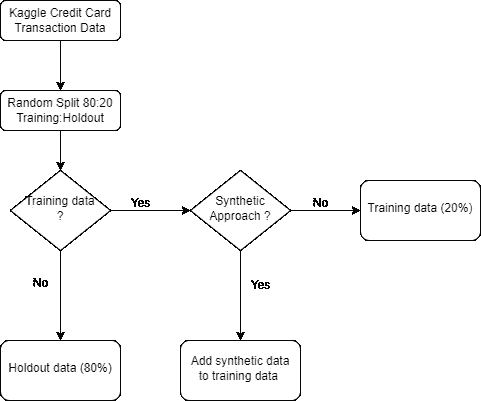 Kaggle Credit Card
Transaction Data
Random Split 80:20
Training:Holdout
Training data
?
Yes
Synthetic
Approach ?
No
Training data (20%)
No
Yes
Holdout data (80%)
Add synthetic data
to training data